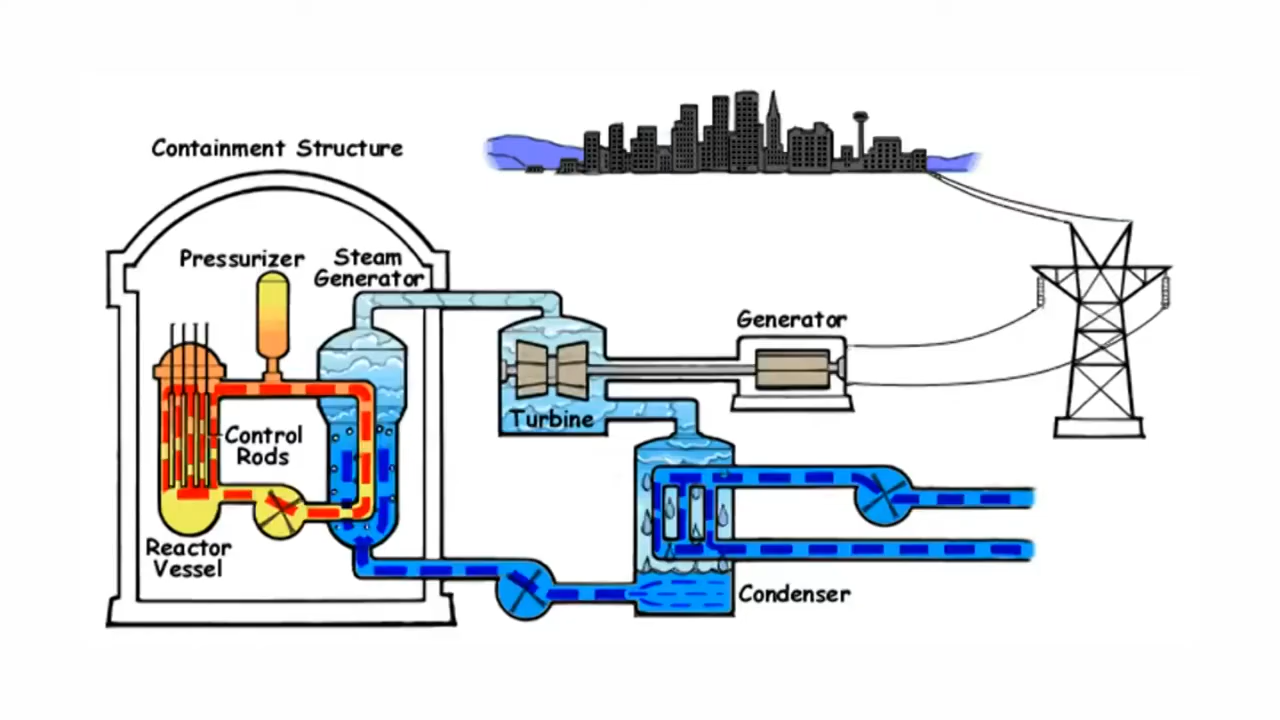 Containment Structure
Pressurizer
Steam
Generator
Generator
Turbine
Control
Rods
Reactor
Vessel
Condenser